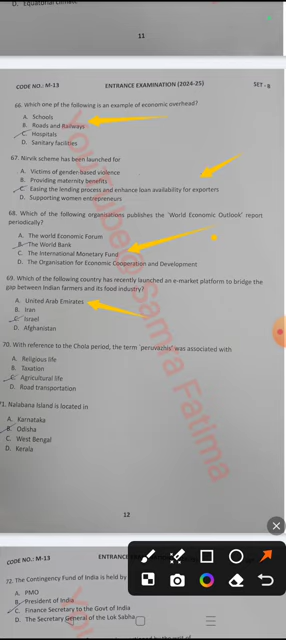 D. Equatorial Climate
11
CODE NO.: M-13 ENTRANCE EXAMINATION (2024-25) SET - g
66. Which one pf the following is an example of economic overhead?
A. Schools
B. Roads and Railways
C. Hospitals
D. Sanitary facilities
67. Nirvik scheme has been launched for
A. Victims of gender-based violence
B. Providing maternity benefits
C. Easing the lending process and enhance loan availability for exporters
D. Supporting women entrepreneurs
68. Which of the following organisations publishes the 'World Economic Outlook' report
periodically?
A. The world Economic Forum
B. The World Bank
C. The International Monetary Fund
D. The Organisation for Economic Cooperation and Development
69. Which of the following country has recently launched an e-market platform to bridge the
gap between Indian farmers and its food industry?
A. United Arab Emirates
B. Iran
C. Israel
D. Afghanistan
70. With reference to the Chola period, the term 'peruvazhis' was associated with
A. Religious life
B. Taxation
C. Agricultural life
D. Road transportation
71. Nalabana Island is located in
A. Karnataka
B. Odisha
C. West Bengal
D. Kerala
Youtube@Samra Fatima
12
CODE NO.: M-13 ENTRANC
72. The Contingency Fund of India is held by
A. PMO
B. President of India
C. Finance Secretary to the Govt of India
D. The Secretary General of the Lok Sabha